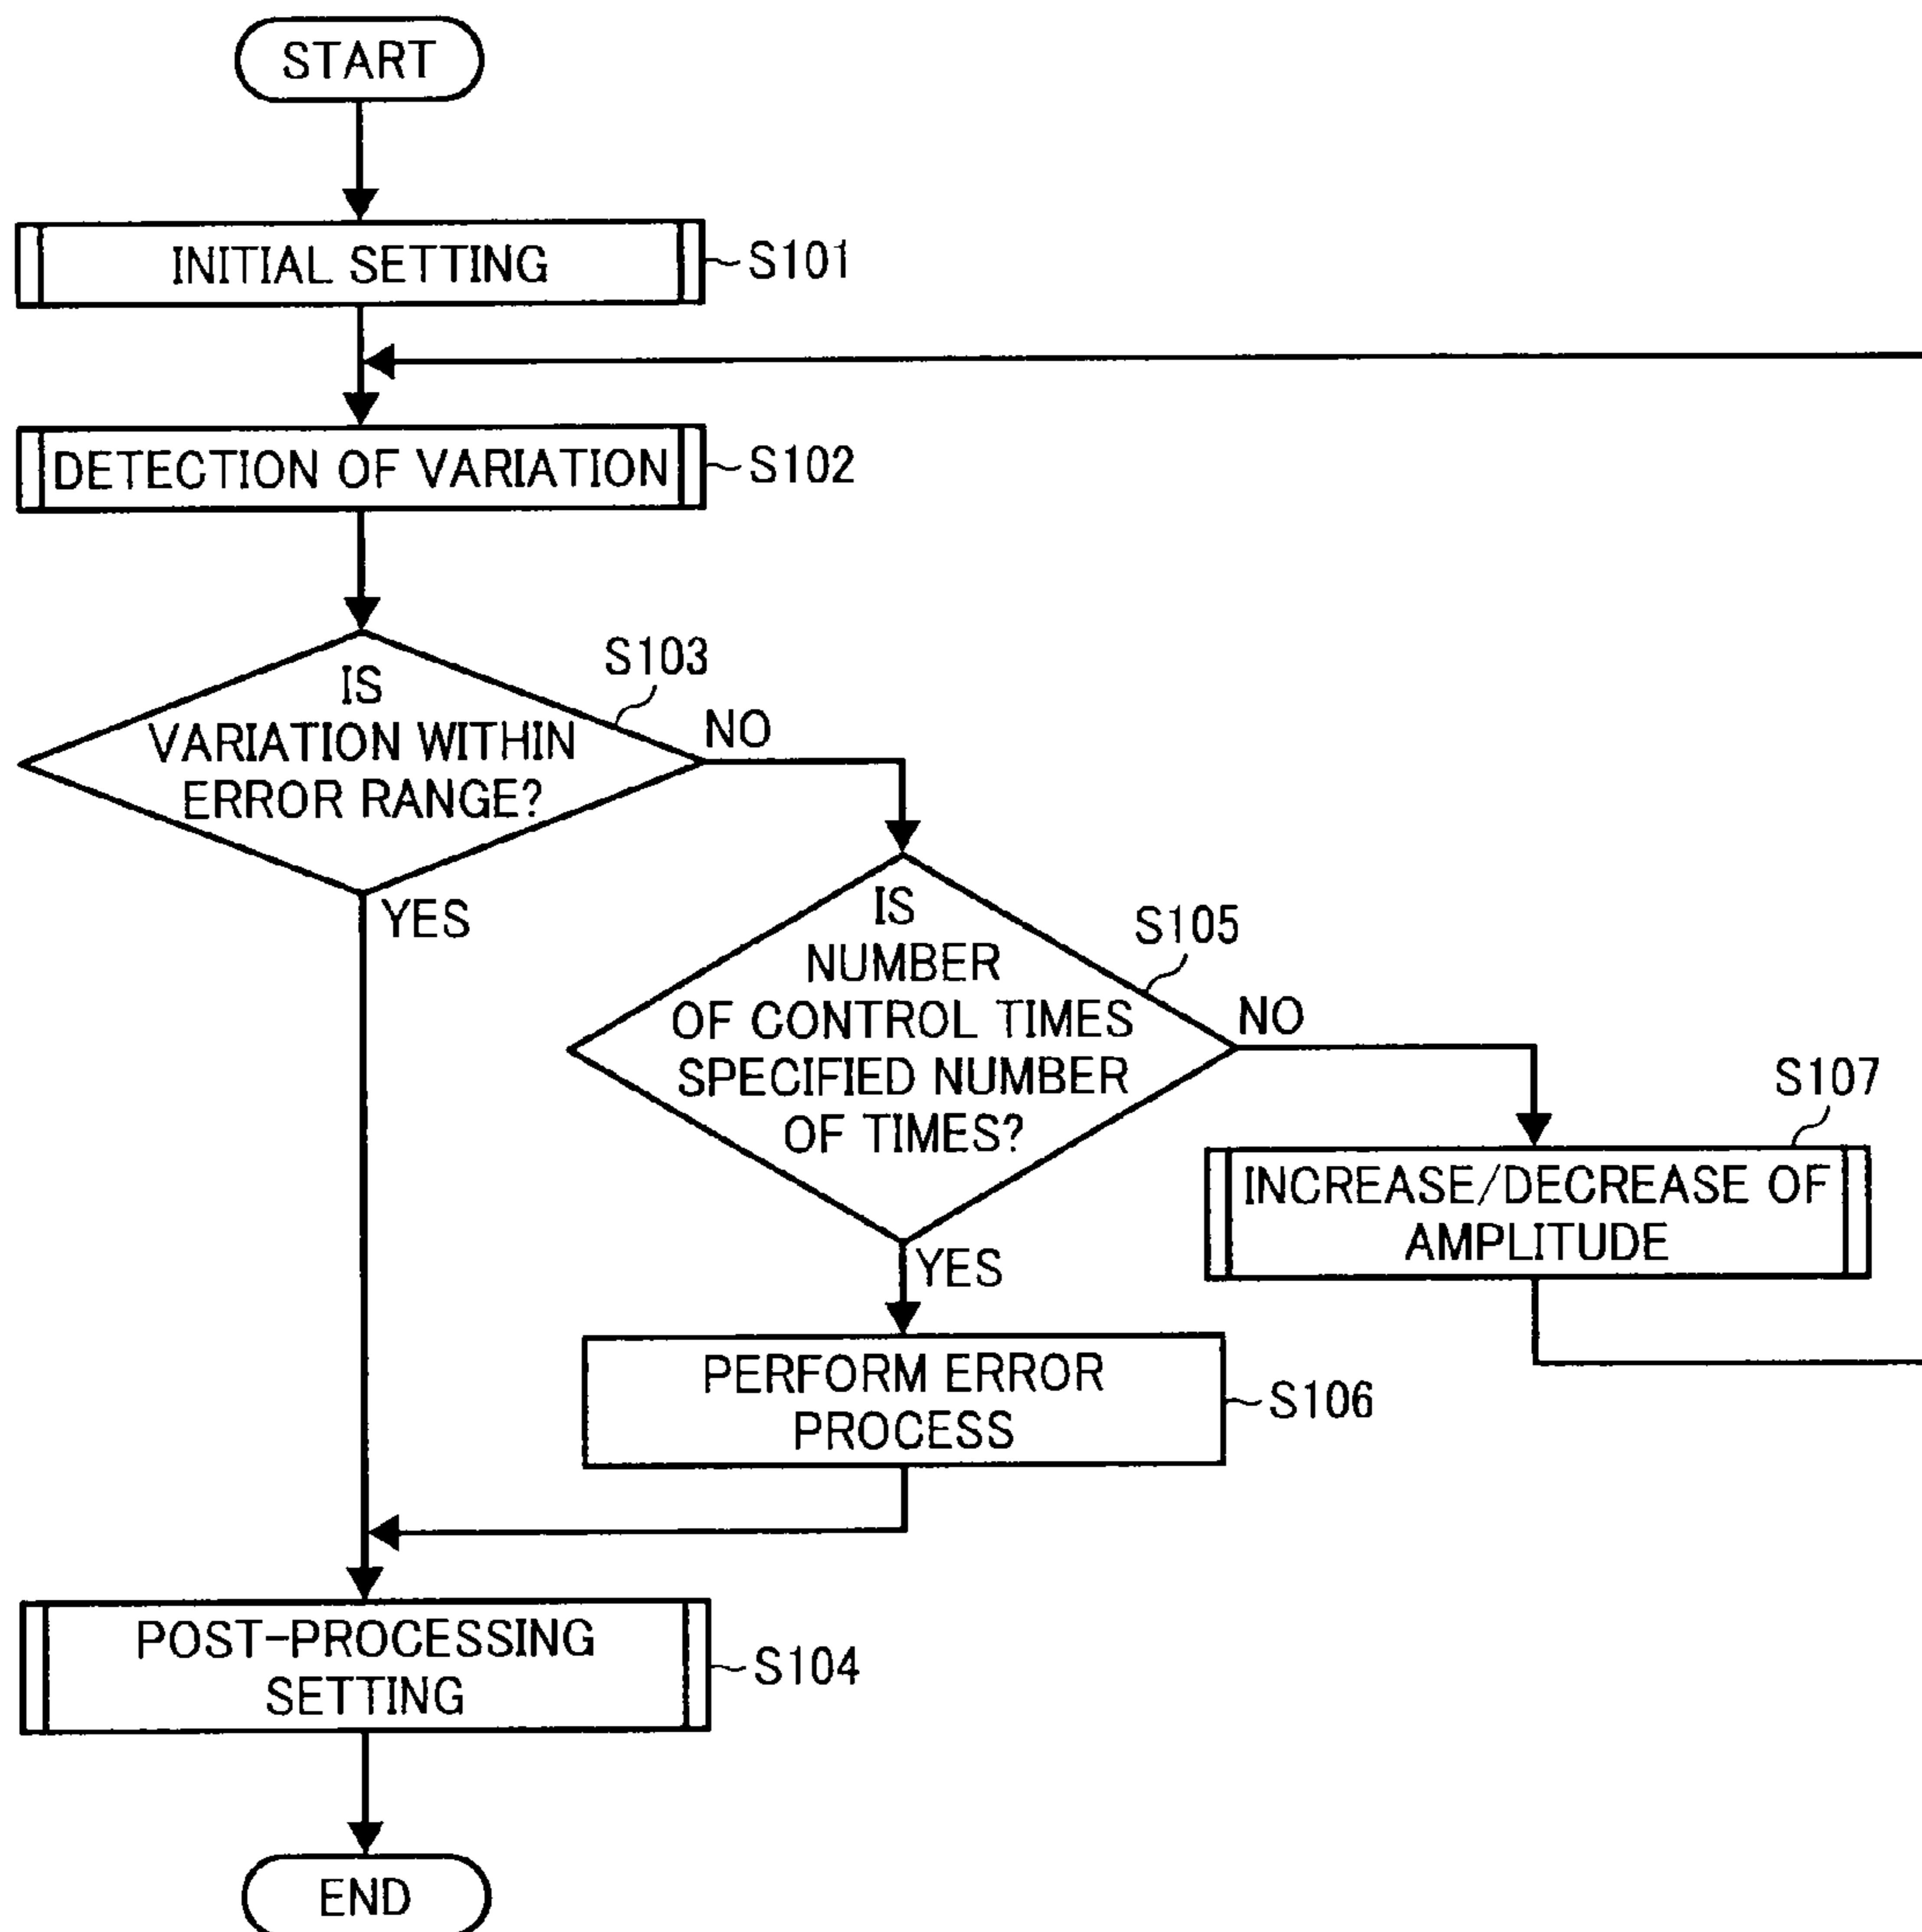 START
INITIAL SETTING
S101
DETECTION OF VARIATION
S102
S103
IS
VARIATION WITHIN
ERROR RANGE?
NO
YES
S105
IS
NUMBER
OF CONTROL TIMES
SPECIFIED NUMBER
OF TIMES?
NO
YES
S107
INCREASE/DECREASE OF
AMPLITUDE
PERFORM ERROR
PROCESS
S106
POST-PROCESSING
SETTING
S104
END